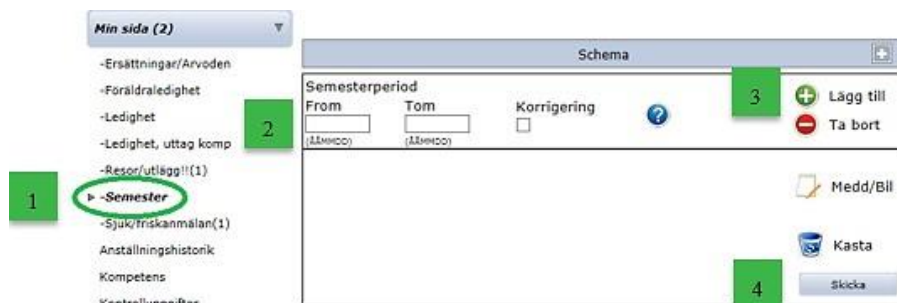 Min sida (2)
-Ersättningar/Arvoden
-Föräldraledighet
-Ledighet
-Ledighet, uttag komp
-Resor/utlägg!!(1)
1
-Semester
-Sjuk/friskanmälan(1)
Anställningshistorik
Kompetens
Kontrolluppgifter
Schema
2
Semesterperiod
From Tom Korrigering
(ÅÅMMDD) (ÅÅMMDD)
3
Lägg till
Ta bort
Medd/Bil
Kasta
4
Skicka